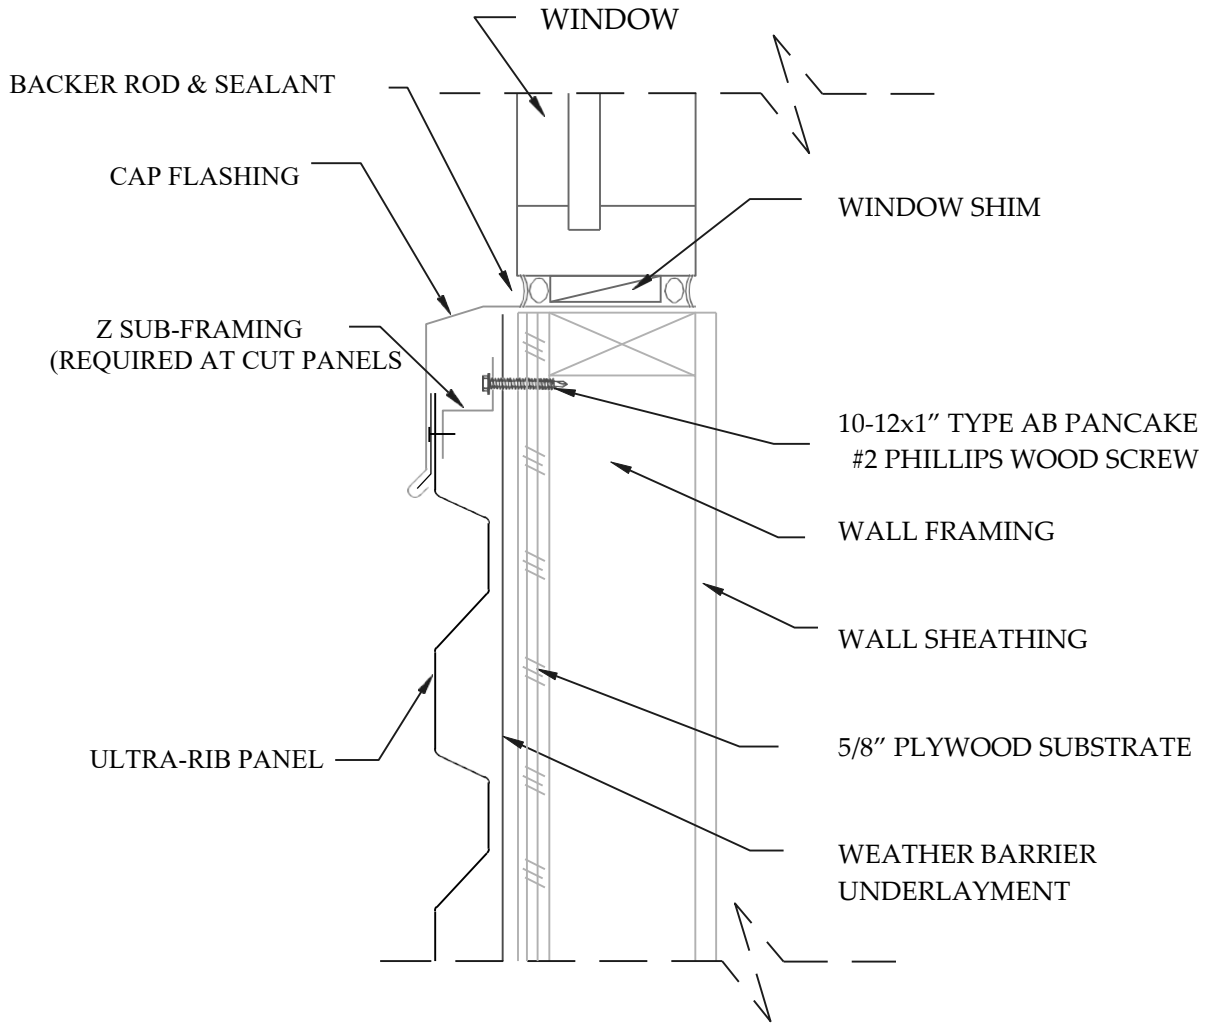 WINDOW
BACKER ROD & SEALANT
CAP FLASHING
WINDOW SHIM
Z SUB-FRAMING
(REQUIRED AT CUT PANELS
10-12x1” TYPE AB PANCAKE
#2 PHILLIPS WOOD SCREW
WALL FRAMING
WALL SHEATHING
ULTRA-RIB PANEL
5/8” PLYWOOD SUBSTRATE
WEATHER BARRIER
UNDERLAYMENT